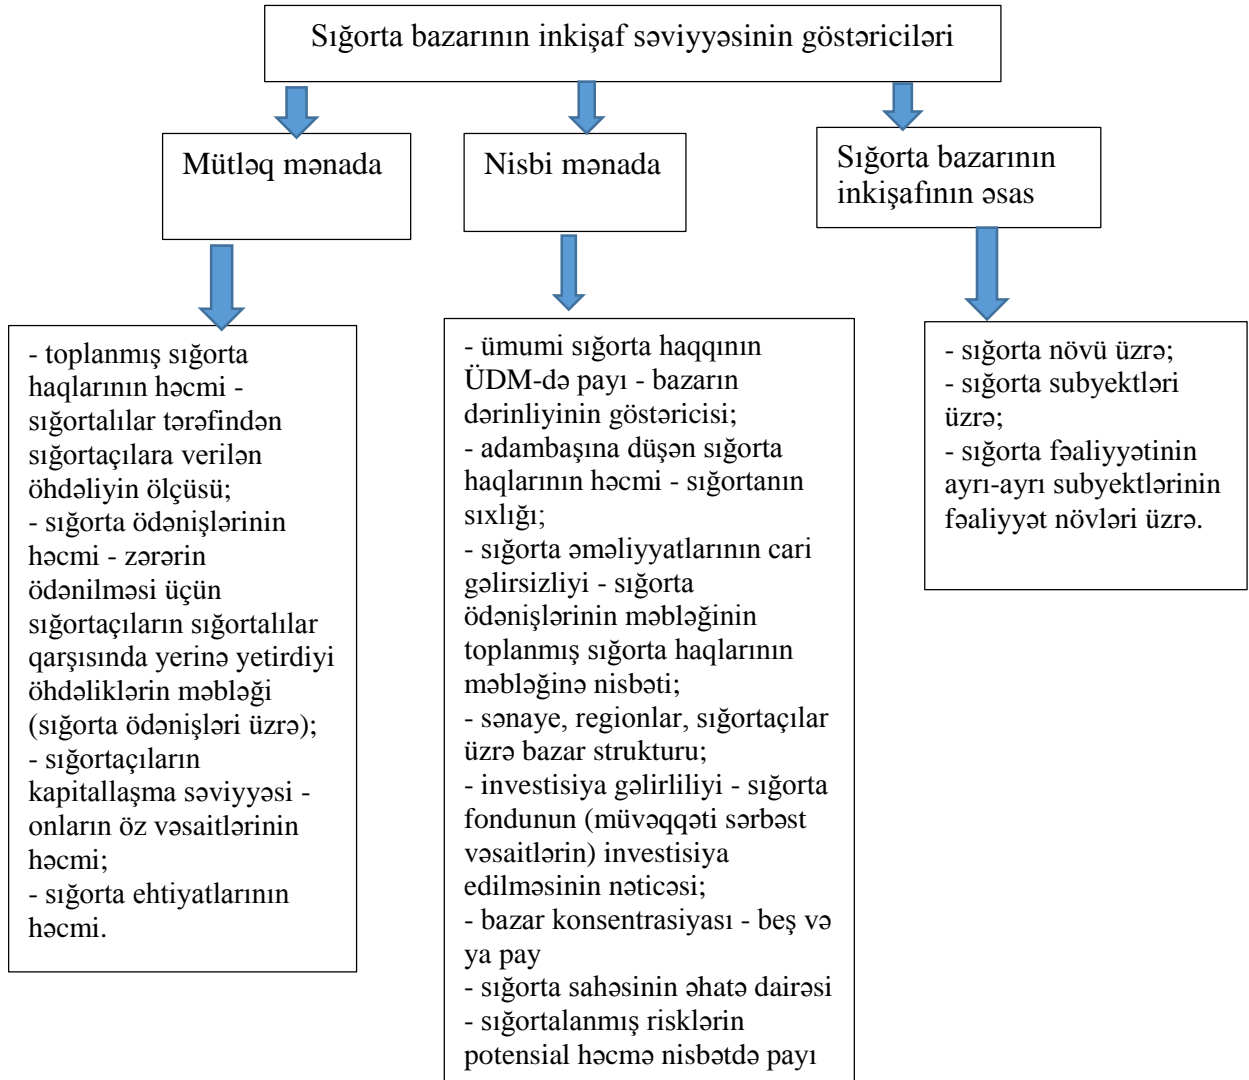 Sığorta bazarının inkişaf səviyyəsinin göstəriciləri
Mütləq mənada
Nisbi mənada
Sığorta bazarının
inkişafının əsas
- toplanmış sığorta
haqlarının həcmi -
sığortalılar tərəfindən
sığortaçılara verilən
öhdəliyin ölçüsü;
- sığorta ödənişlərinin
həcmi - zərərin
ödənilməsi üçün
sığortaçıların sığortalılar
qarşısında yerinə yetirdiyi
öhdəliklərin məbləği
(sığorta ödənişləri üzrə);
- sığortaçıların
kapitallaşma səviyyəsi -
onların öz vəsaitlərinin
həcmi;
- sığorta ehtiyatlarının
həcmi.
- ümumi sığorta haqqının
ÜDM-də payı - bazarın
dərinliyinin göstəricisi;
- adambaşına düşən sığorta
haqlarının həcmi - sığortanın
sıxlığı;
- sığorta əməliyyatlarının cari
gəlirsizliyi - sığorta
ödənişlərinin məbləğinin
toplanmış sığorta haqlarının
məbləğinə nisbəti;
- sənaye, regionlar, sığortaçılar
üzrə bazar strukturu;
- investisiya gəlirliliyi - sığorta
fondunun (müvəqqəti sərbəst
vəsaitlərin) investisiya
edilməsinin nəticəsi;
- bazar konsentrasiyası - beş və
ya pay
- sığorta sahəsinin əhatə dairəsi
- sığortalanmış risklərin
potensial həcmə nisbətdə payı
- sığorta növü üzrə;
- sığorta subyektləri
üzrə;
- sığorta fəaliyyətinin
ayrı-ayrı subyektlərinin
fəaliyyət növləri üzrə.